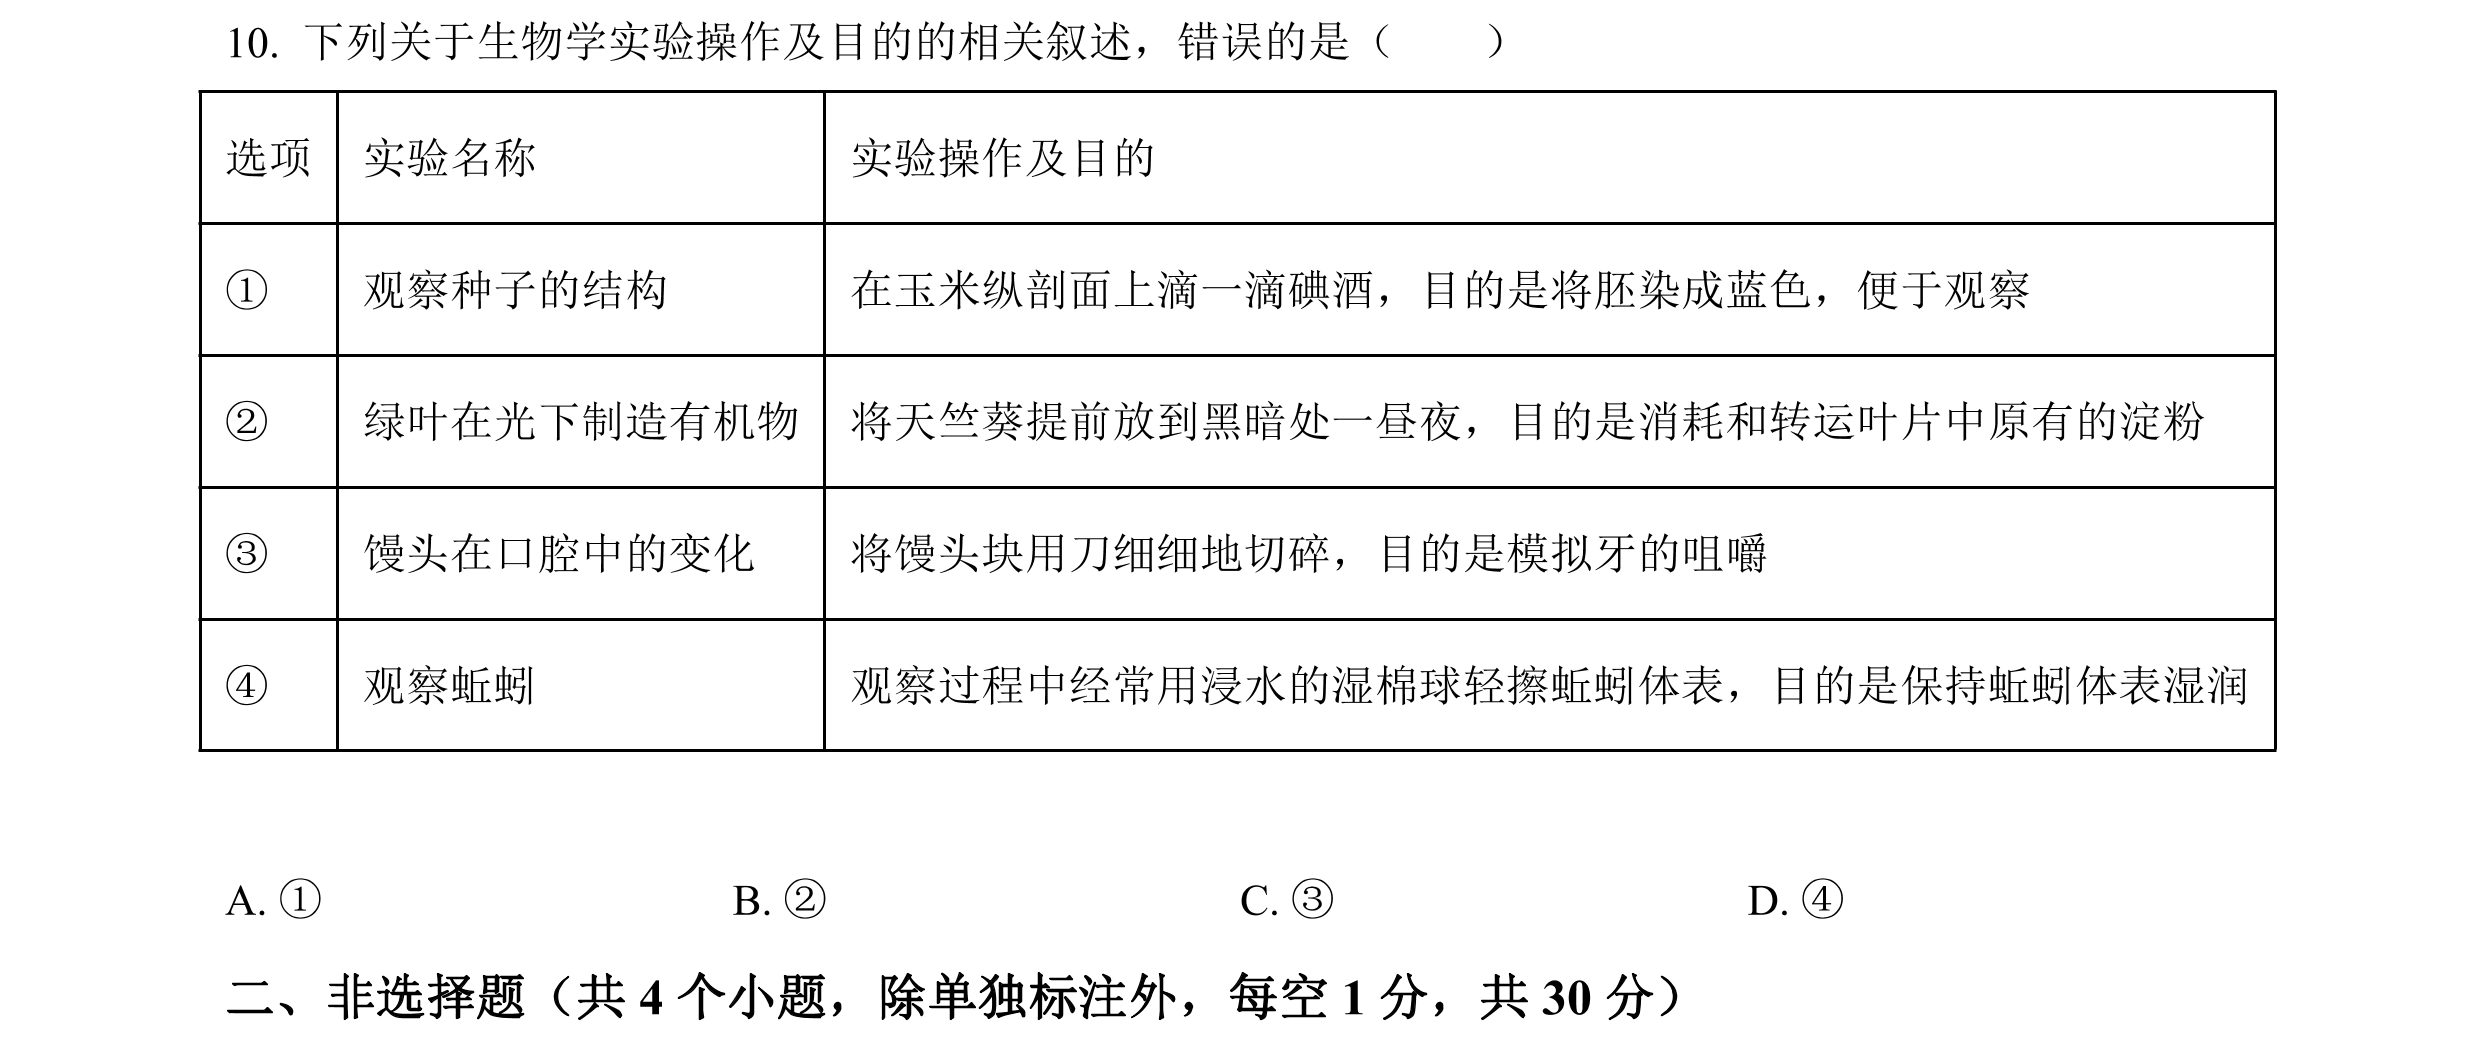 10. 下列关于生物学实验操作及目的的相关叙述，错误的是（　　）
选项 实验名称 实验操作及目的
① 观察种子的结构 在玉米纵剖面上滴一滴碘酒，目的是将胚染成蓝色，便于观察
② 绿叶在光下制造有机物 将天竺葵提前放到黑暗处一昼夜，目的是消耗和转运叶片中原有的淀粉
③ 馒头在口腔中的变化 将馒头块用刀细细地切碎，目的是模拟牙的咀嚼
④ 观察蚯蚓 观察过程中经常用浸水的湿棉球轻擦蚯蚓体表，目的是保持蚯蚓体表湿润
A. ① B. ② C. ③ D. ④
二、非选择题（共 4 个小题，除单独标注外，每空 1 分，共 30 分）